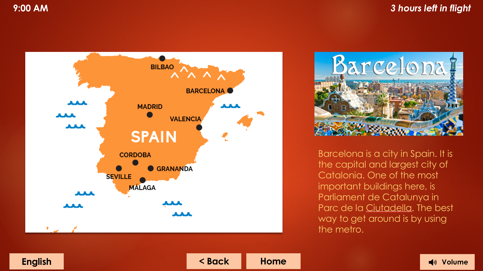 9:00 AM
3 hours left in flight
BILBAO
BARCELONA
MADRID
VALENCIA
SPAIN
CORDOBA
GRANANDA
SEVILLE
MÁLAGA
Barcelona
Barcelona is a city in Spain. It is
the capital and largest city of
Catalonia. One of the most
important buildings here, is
Parliament de Catalunya in
Parc de la Ciutadella. The best
way to get around is by using
the metro.
English
< Back
Home
Volume